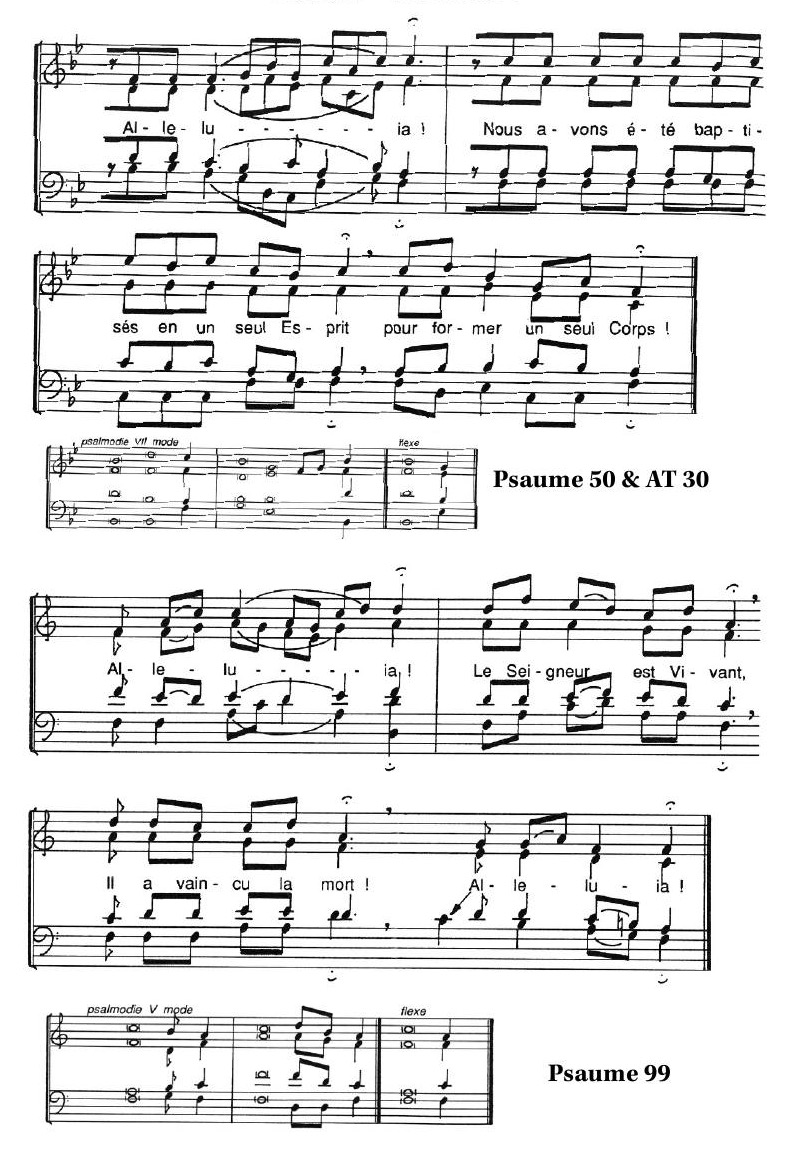 Al- le- lu - - - - - - ia ! Nous a- vons é- té bap- ti-
sés en un seul Es- prit pour for- mer un seul Corps !
psalmodie VII mode flexe
Psaume 50 & AT 30
Al- le- lu - - - - - ia ! Le Sei- gneur est Vi- vant,
Il a vain- cu la mort ! Al- le- lu - ia !
psalmodie V mode flexe
Psaume 99